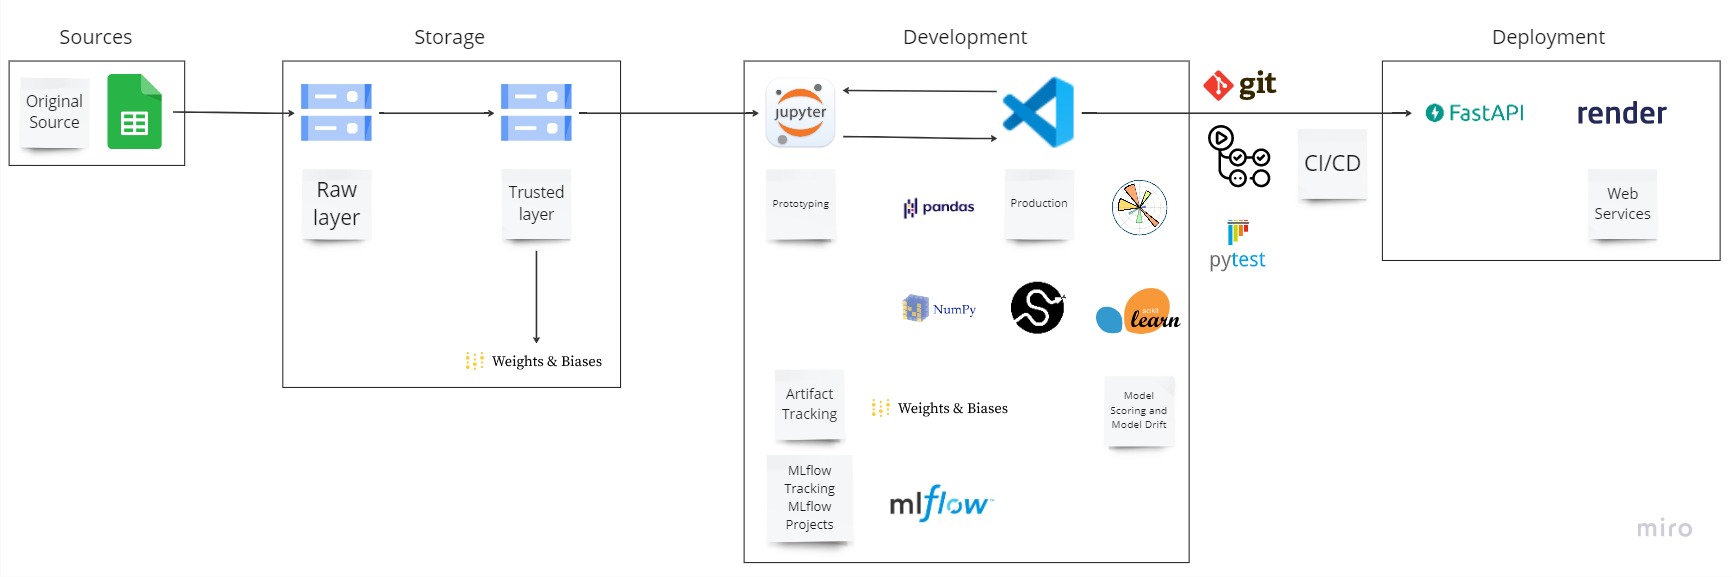 Sources
Storage
Development
Deployment
Original
Source
Raw
layer
Trusted
layer
Weights & Biases
jupyter
Prototyping
pandas
Production
NumPy
scikit
learn
Artifact
Tracking
Weights & Biases
Model
Scoring and
Model Drift
MLflow
Tracking
MLflow
Projects
mlflow™
git
CI/CD
pytest
FastAPI
render
Web
Services
miro